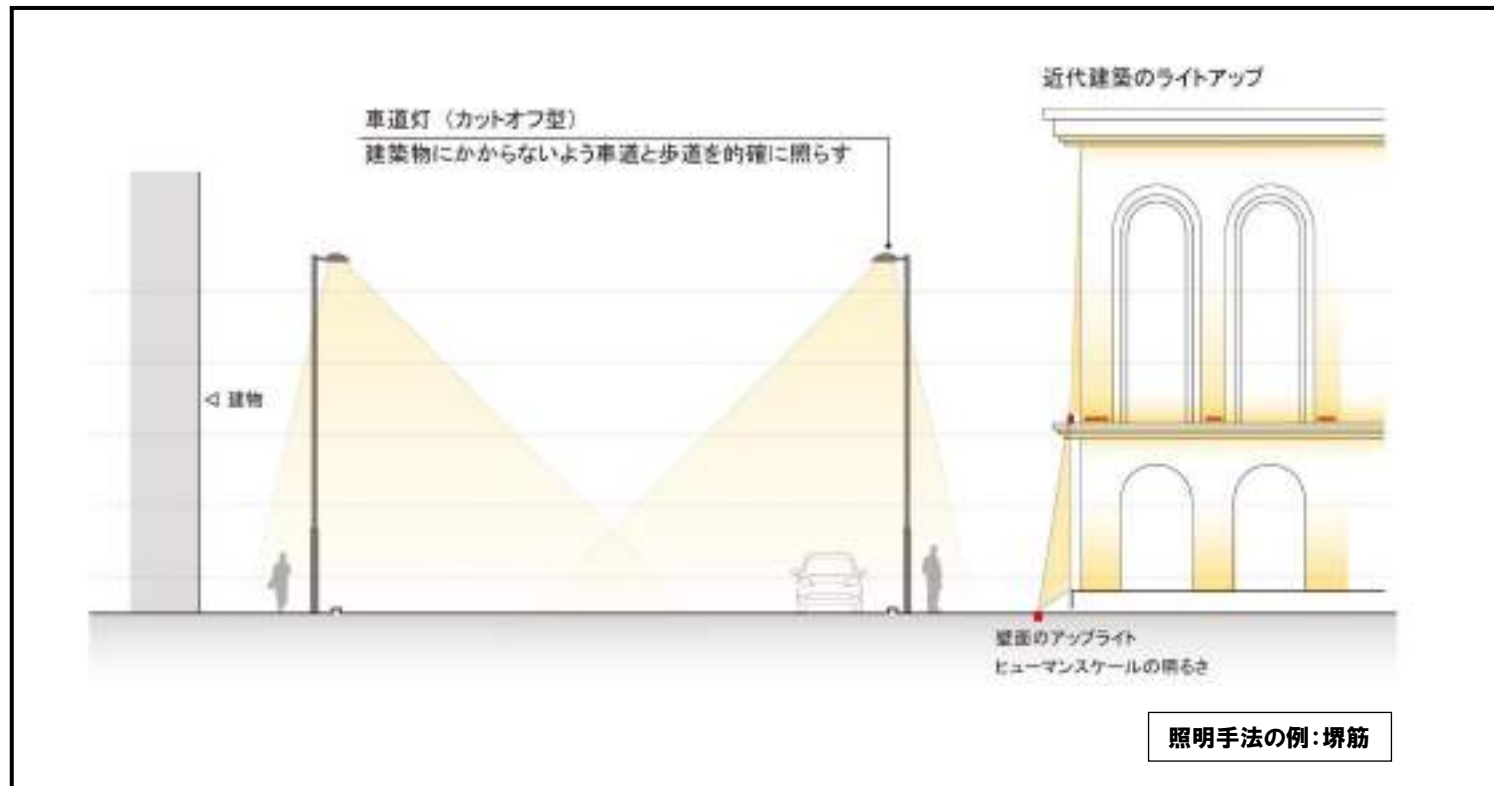 近代建築のライトアップ
車道灯（カットオフ型）
建築物にかからないよう車道と歩道を的確に照らす
◁ 建物
壁面のアップライト
ヒューマンスケールの明るさ
照明手法の例：堺筋